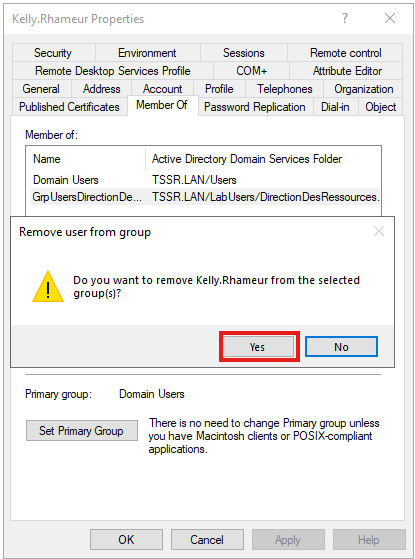 Kelly.Rhameur Properties
?
Security Environment Sessions Remote control
Remote Desktop Services Profile COM+ Attribute Editor
General Address Account Profile Telephones Organization
Published Certificates Member Of Password Replication Dial-in Object
Member of:
Name Active Directory Domain Services Folder
Domain Users TSSR.LAN/Users
GrpUsersDirectionDe... TSSR.LAN/LabUsers/DirectionDesRessources.
Remove user from group
Do you want to remove Kelly.Rhameur from the selected
group(s)?
Yes No
Primary group: Domain Users
Set Primary Group
There is no need to change Primary group unless
you have Macintosh clients or POSIX-compliant
applications.
OK Cancel Apply Help